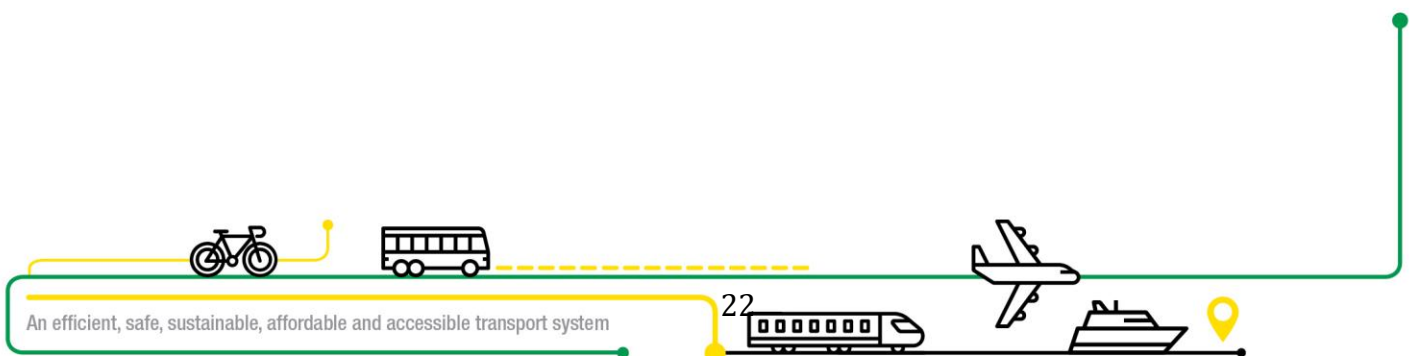 22
An efficient, safe, sustainable, affordable and accessible transport system